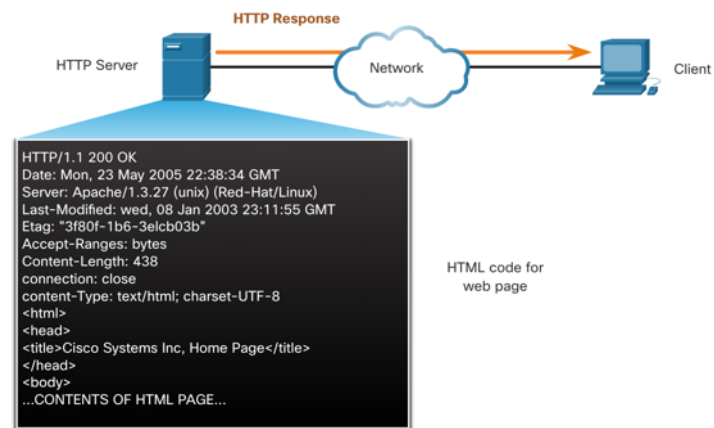 HTTP Response
HTTP Server
Network
Client
HTTP/1.1 200 OK
Date: Mon, 23 May 2005 22:38:34 GMT
Server: Apache/1.3.27 (unix) (Red-Hat/Linux)
Last-Modified: wed, 08 Jan 2003 23:11:55 GMT
Etag: "3f80f-1b6-3elcb03b"
Accept-Ranges: bytes
Content-Length: 438
connection: close
content-Type: text/html; charset-UTF-8
<html>
<head>
<title>Cisco Systems Inc, Home Page</title>
</head>
<body>
...CONTENTS OF HTML PAGE...
HTML code for
web page